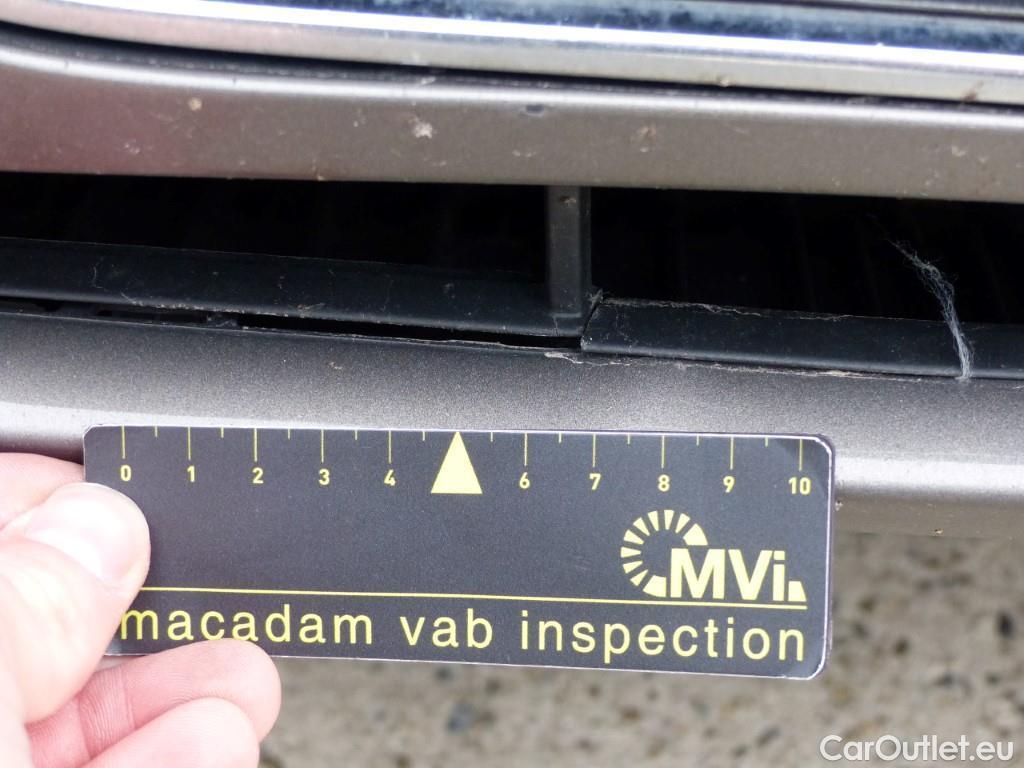 0 1 2 3 4 6 7 8 9 10
MVi
macadam vab inspection
CarOutlet.eu